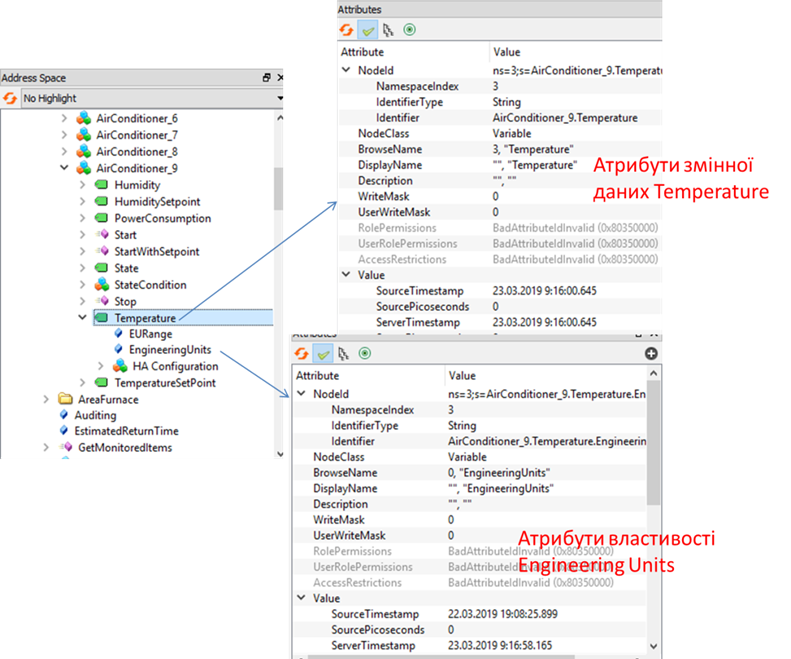 Address Space
No Highlight
AirConditioner_6
AirConditioner_7
AirConditioner_8
AirConditioner_9
Humidity
HumiditySetpoint
PowerConsumption
Start
StartWithSetpoint
State
StateCondition
Stop
Temperature
EURange
EngineeringUnits
HA Configuration
TemperatureSetPoint
AreaFurnace
Auditing
EstimatedReturnTime
GetMonitoredItems
Attributes
Attribute Value
NodeId ns=3;s=AirConditioner_9.Temperatu
NamespaceIndex 3
IdentifierType String
Identifier AirConditioner_9.Temperature
NodeClass Variable
BrowseName 3, "Temperature"
DisplayName "", "Temperature"
Description "", ""
WriteMask 0
UserWriteMask 0
RolePermissions BadAttributeIdInvalid (0x80350000)
UserRolePermissions BadAttributeIdInvalid (0x80350000)
AccessRestrictions BadAttributeIdInvalid (0x80350000)
Value
SourceTimestamp 23.03.2019 9:16:00.645
SourcePicoseconds 0
ServerTimestamp 23.03.2019 9:16:00.645
Атрибути змінної
даних Temperature
Attributes
Attribute Value
NodeId ns=3;s=AirConditioner_9.Temperature.En
NamespaceIndex 3
IdentifierType String
Identifier AirConditioner_9.Temperature.Engineering
NodeClass Variable
BrowseName 0, "EngineeringUnits"
DisplayName "", "EngineeringUnits"
Description "", ""
WriteMask 0
UserWriteMask 0
RolePermissions BadAttributeIdInvalid (0x80350000)
UserRolePermissions BadAttributeIdInvalid (0x80350000)
AccessRestrictions BadAttributeIdInvalid (0x80350000)
Value
SourceTimestamp 22.03.2019 19:08:25.899
SourcePicoseconds 0
ServerTimestamp 23.03.2019 9:16:58.165
Атрибути властивості
Engineering Units